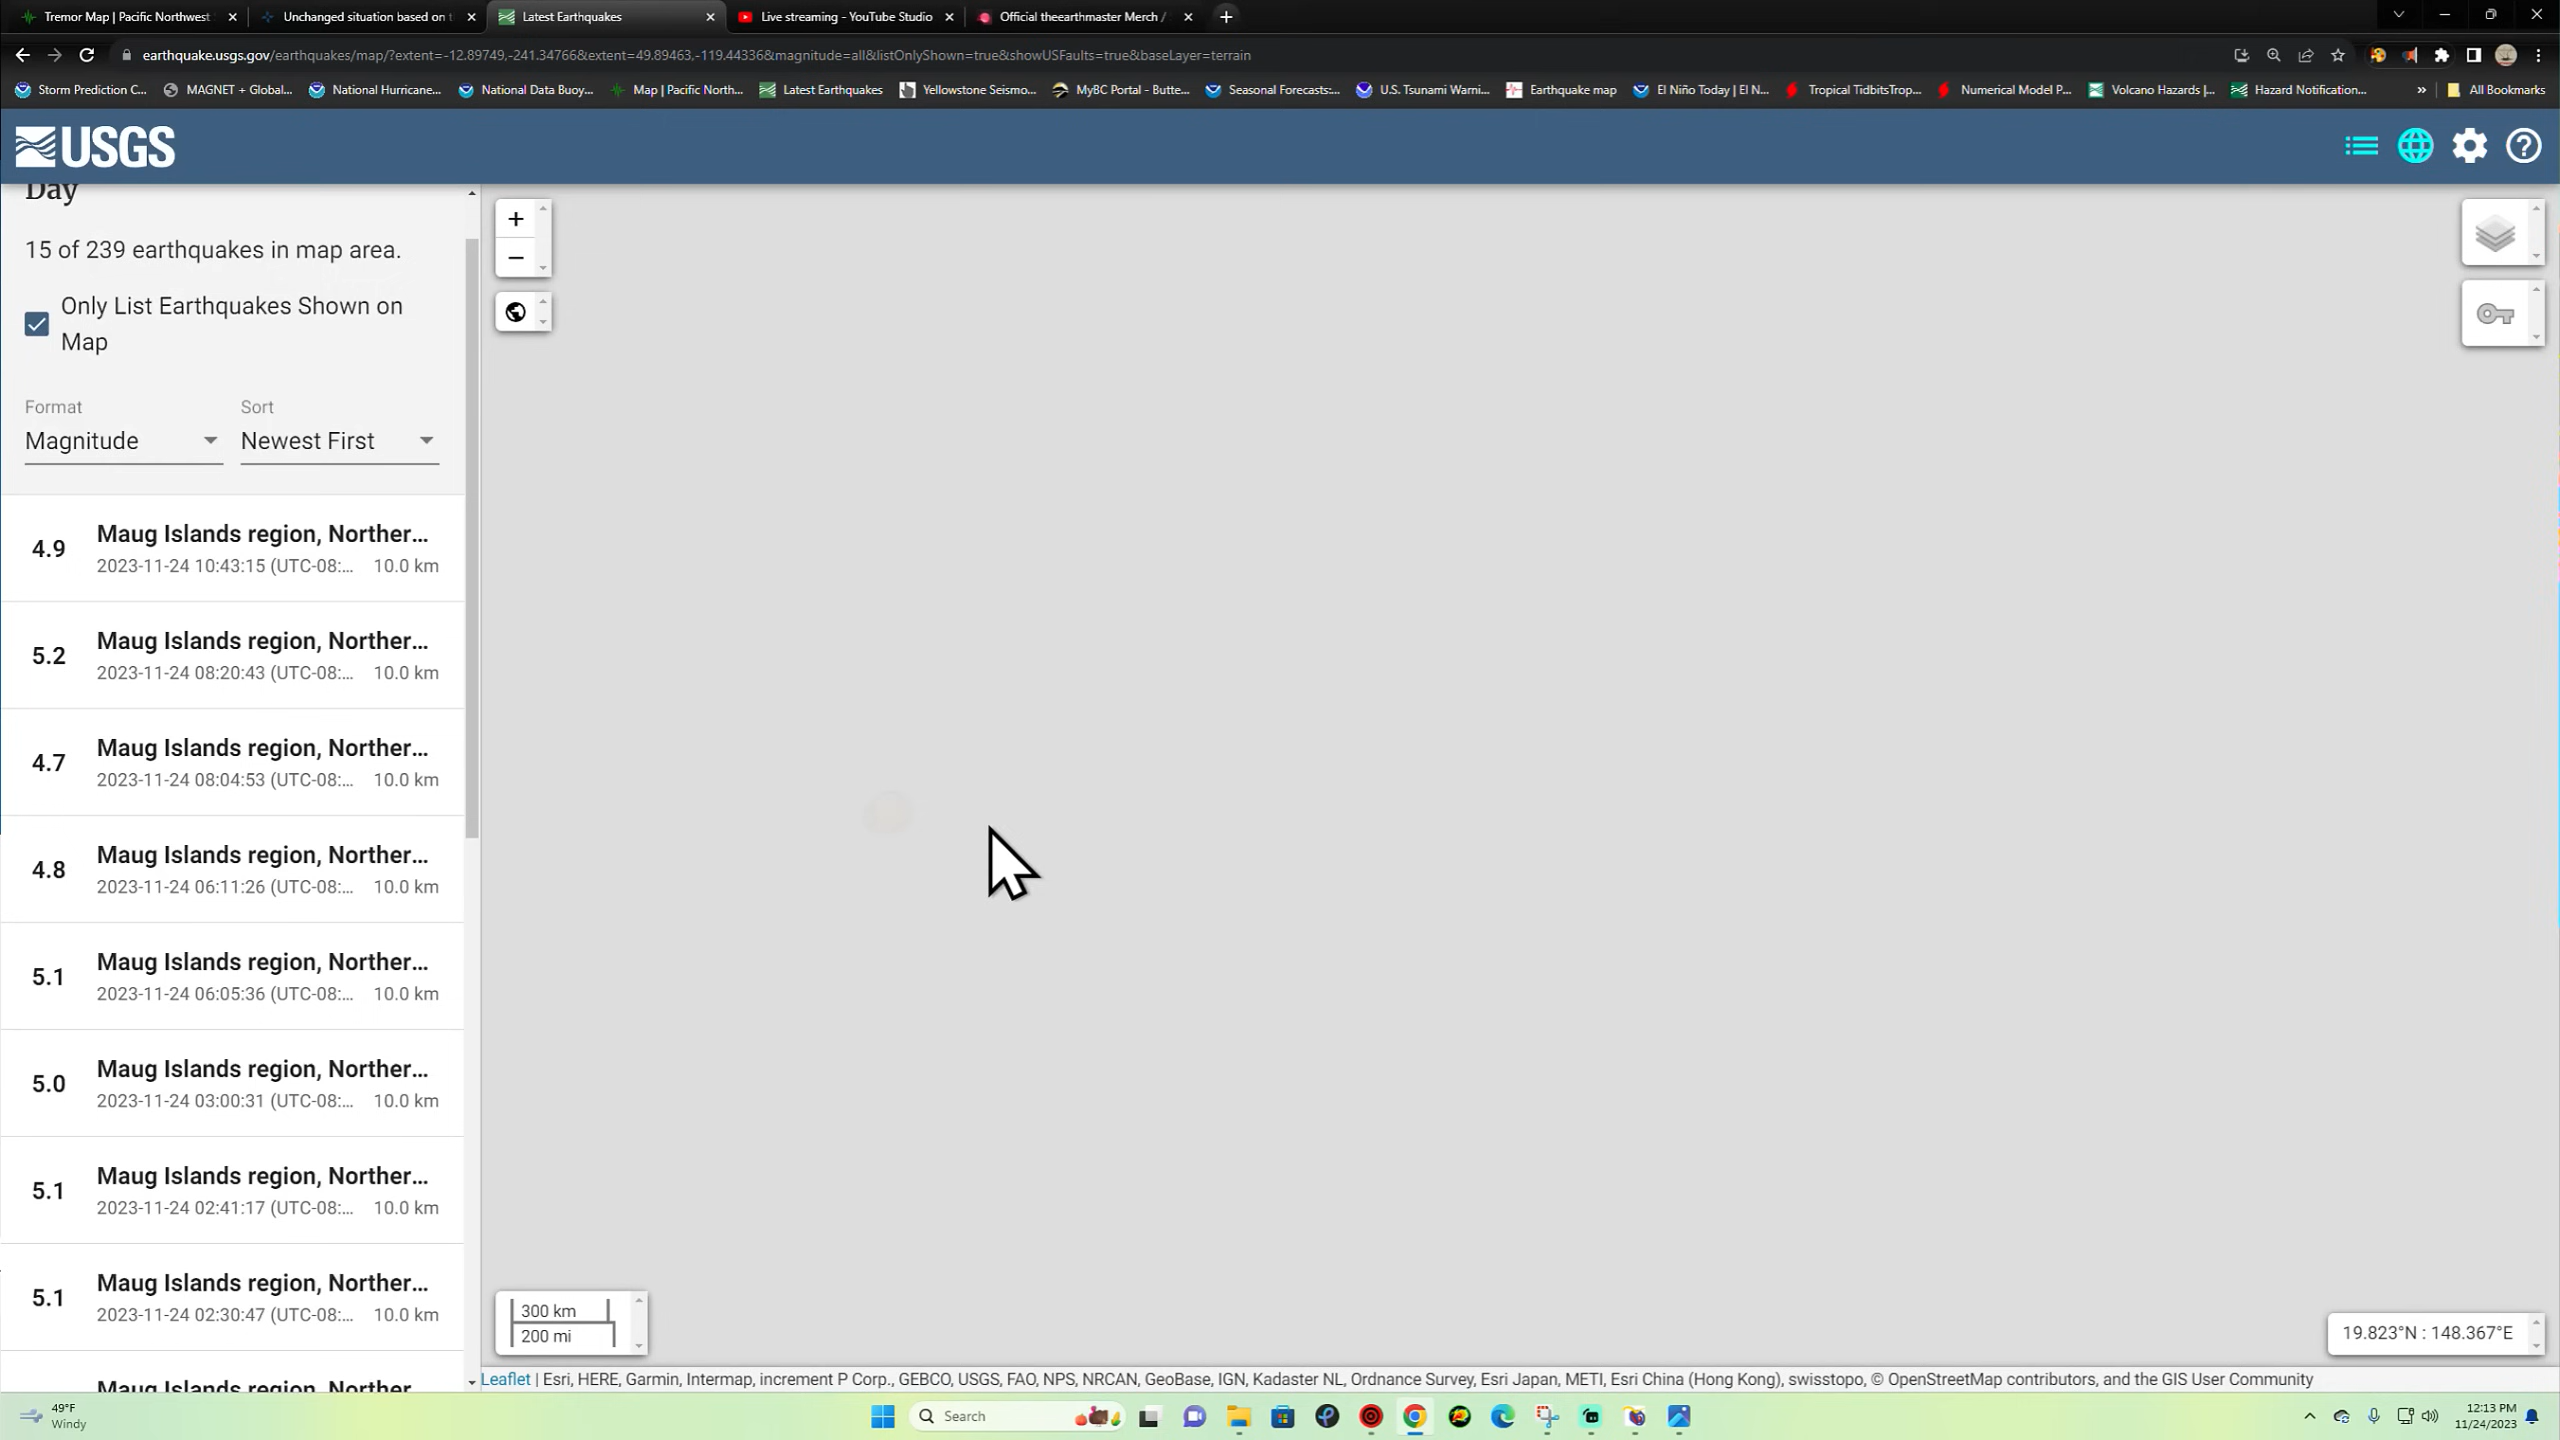 Tremor Map | Pacific Northwest
Unchanged situation based on t
Latest Earthquakes
Live streaming - YouTube Studio
Official theearthmaster Merch /
earthquake.usgs.gov/earthquakes/map/?extent=-12.89749,-241.34766&extent=49.89463,-119.44336&magnitude=all&listOnlyShown=true&showUSFaults=true&baseLayer=terrain
Storm Prediction C...
MAGNET + Global...
National Hurricane...
National Data Buoy...
Map | Pacific North...
Latest Earthquakes
Yellowstone Seismo...
MyBC Portal - Butte...
Seasonal Forecasts:...
U.S. Tsunami Warni...
Earthquake map
El Niño Today | El N...
Tropical TidbitsTrop...
Numerical Model P...
Volcano Hazards |...
Hazard Notification...
»
All Bookmarks
USGS
Day
15 of 239 earthquakes in map area.
Only List Earthquakes Shown on
Map
Format
Sort
Magnitude
Newest First
4.9
Maug Islands region, Norther...
2023-11-24 10:43:15 (UTC-08:... 10.0 km
5.2
Maug Islands region, Norther...
2023-11-24 08:20:43 (UTC-08:... 10.0 km
4.7
Maug Islands region, Norther...
2023-11-24 08:04:53 (UTC-08:... 10.0 km
4.8
Maug Islands region, Norther...
2023-11-24 06:11:26 (UTC-08:... 10.0 km
5.1
Maug Islands region, Norther...
2023-11-24 06:05:36 (UTC-08:... 10.0 km
5.0
Maug Islands region, Norther...
2023-11-24 03:00:31 (UTC-08:... 10.0 km
5.1
Maug Islands region, Norther...
2023-11-24 02:41:17 (UTC-08:... 10.0 km
5.1
Maug Islands region, Norther...
2023-11-24 02:30:47 (UTC-08:... 10.0 km
Maug Islands region, Norther
+
−
300 km
200 mi
19.823°N : 148.367°E
Leaflet | Esri, HERE, Garmin, Intermap, increment P Corp., GEBCO, USGS, FAO, NPS, NRCAN, GeoBase, IGN, Kadaster NL, Ordnance Survey, Esri Japan, METI, Esri China (Hong Kong), swisstopo, © OpenStreetMap contributors, and the GIS User Community
49°F
Windy
Search
12:13 PM
11/24/2023